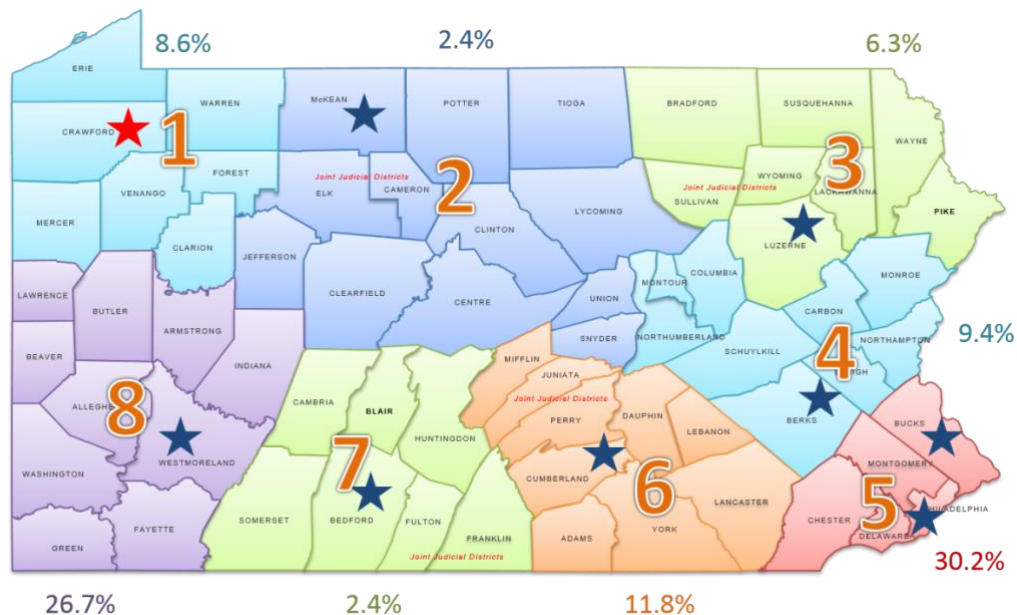 8.6%
2.4%
6.3%
ERIE
WARREN
McKEAN
POTTER
TIOGA
BRADFORD
SUSQUEHANNA
WAYNE
CRAWFORD
1
FOREST
VENANGO
MERCER
CLARION
Joint Judicial Districts
ELK
CAMERON
2
JEFFERSON
CLINTON
LYCOMING
CLEARFIELD
CENTRE
UNION
SNYDER
WYOMING
3
LACKAWANNA
Joint Judicial Districts
SULLIVAN
PIKE
LUZERNE
COLUMBIA
MONTOUR
MONROE
CARBON
NORTHUMBERLAND
NORTHAMPTON
9.4%
SCHUYLKILL
4
BERKS
LAWRENCE
BUTLER
ARMSTRONG
BEAVER
INDIANA
8
WESTMORELAND
WASHINGTON
GREEN
FAYETTE
CAMBRIA
BLAIR
HUNTINGDON
7
SOMERSET
BEDFORD
FULTON
FRANKLIN
Joint Judicial Districts
MIFFLIN
JUNIATA
Joint Judicial Districts
PERRY
DAUPHIN
LEBANON
CUMBERLAND
6
LANCASTER
ADAMS
YORK
BUCKS
MONTGOMERY
5
CHESTER
PHILADELPHIA
30.2%
26.7%
2.4%
11.8%